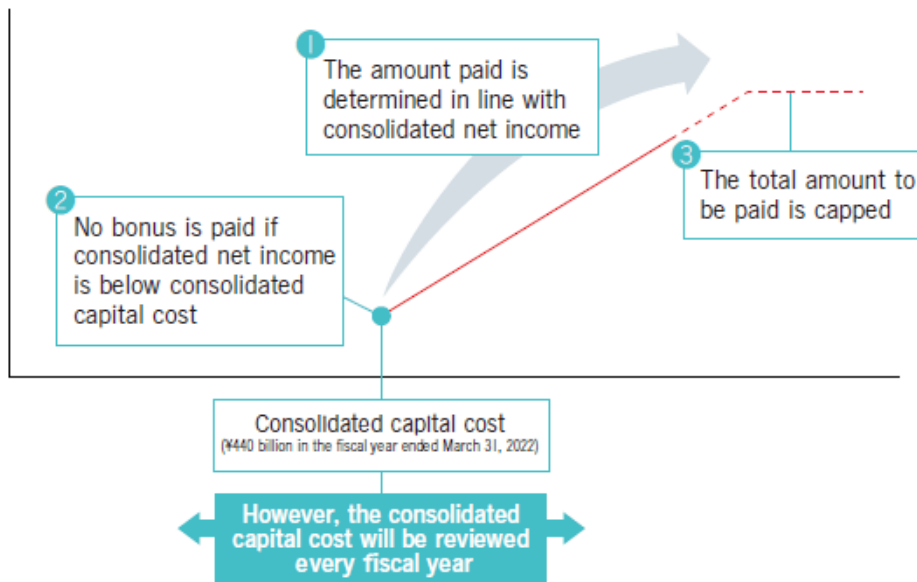 1
The amount paid is
determined in line with
consolidated net income
2
No bonus is paid if
consolidated net income
is below consolidated
capital cost
3
The total amount to
be paid is capped
Consolidated capital cost
(¥440 billion in the fiscal year ended March 31, 2022)
However, the consolidated
capital cost will be reviewed
every fiscal year